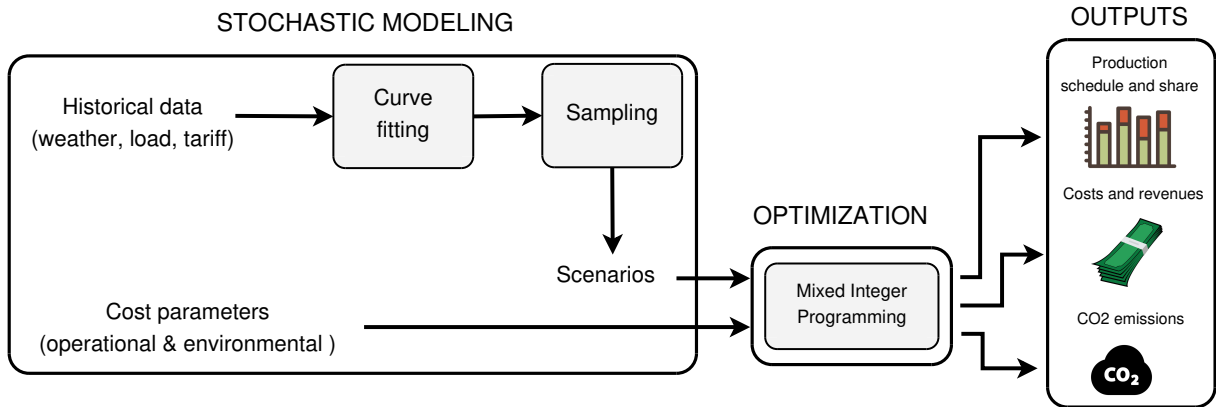 STOCHASTIC MODELING
Historical data
(weather, load, tariff)
Curve
fitting
Sampling
Scenarios
Cost parameters
(operational & environmental )
OPTIMIZATION
Mixed Integer
Programming
OUTPUTS
Production
schedule and share
Costs and revenues
CO2 emissions
CO₂